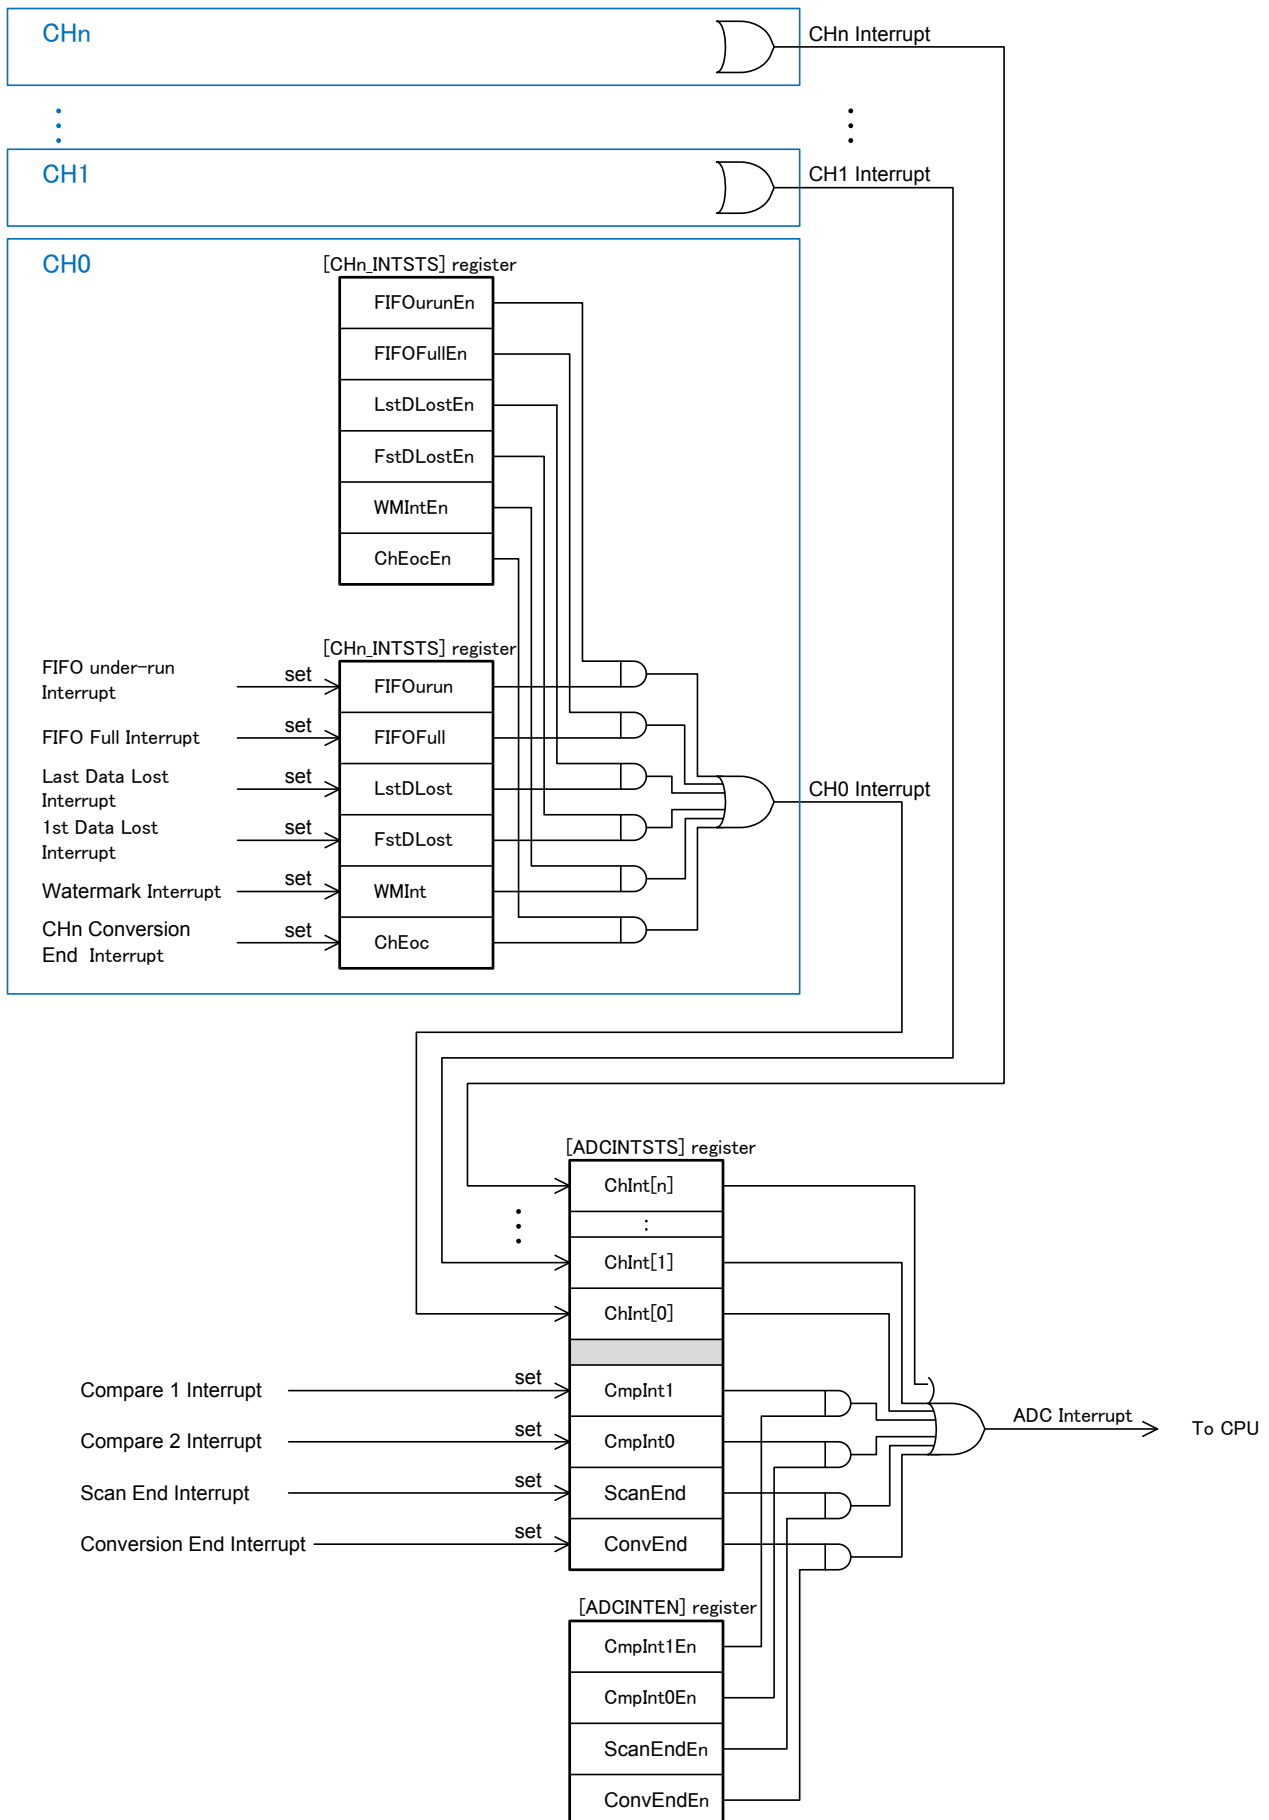 CHn
CHn Interrupt
CH1
CH1 Interrupt
CH0
[CHn_INTSTS] register
FIFOurunEn
FIFOFullEn
LstDLostEn
FstDLostEn
WMIntEn
ChEocEn
[CHn_INTSTS] register
FIFO under-run
Interrupt
set
FIFOurun
FIFO Full Interrupt
set
FIFOFull
Last Data Lost
Interrupt
set
LstDLost
CH0 Interrupt
1st Data Lost
Interrupt
set
FstDLost
Watermark Interrupt
set
WMInt
CHn Conversion
End Interrupt
set
ChEoc
[ADCINTSTS] register
ChInt[n]
:
ChInt[1]
ChInt[0]
Compare 1 Interrupt
set
CmpInt1
Compare 2 Interrupt
set
CmpInt0
ADC Interrupt
To CPU
Scan End Interrupt
set
ScanEnd
Conversion End Interrupt
set
ConvEnd
[ADCINTEN] register
CmpInt1En
CmpInt0En
ScanEndEn
ConvEndEn